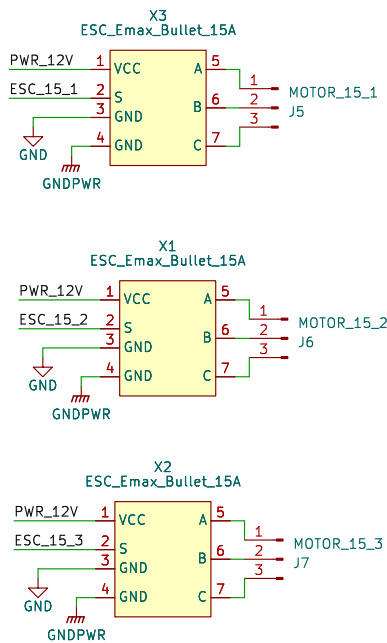 X3
ESC_Emax_Bullet_15A
PWR_12V 1 VCC A 5
ESC_15_1 2 S 1 MOTOR_15_1
3 GND B 6 2 J5
GND 3
4 GND C 7
GNDPWR
X1
ESC_Emax_Bullet_15A
PWR_12V 1 VCC A 5
ESC_15_2 2 S 1 MOTOR_15_2
3 GND B 6 2 J6
GND 3
4 GND C 7
GNDPWR
X2
ESC_Emax_Bullet_15A
PWR_12V 1 VCC A 5
ESC_15_3 2 S 1 MOTOR_15_3
3 GND B 6 2 J7
GND 3
4 GND C 7
GNDPWR